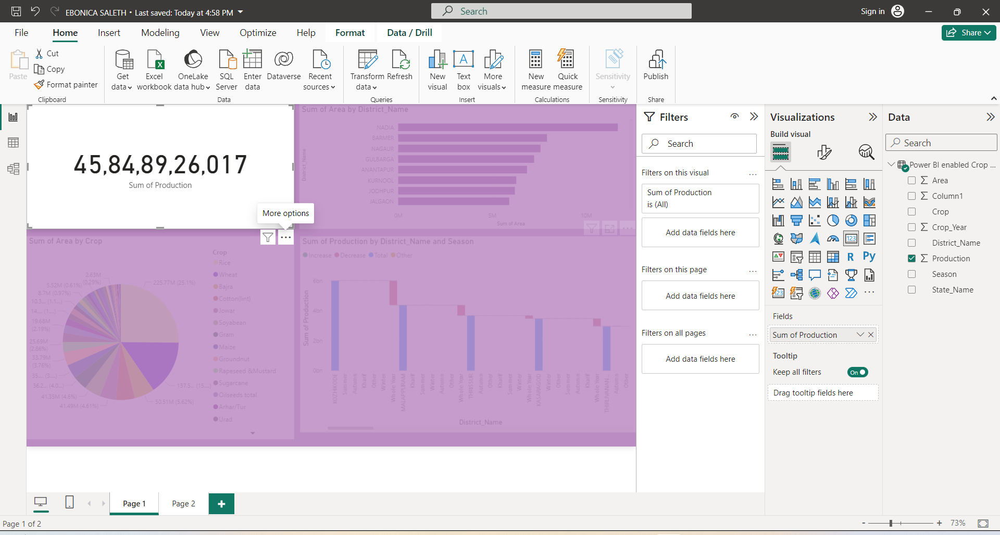 EBONICA SALETH • Last saved: Today at 4:58 PM
Search
Sign in
File Home Insert Modeling View Optimize Help Format Data / Drill
Share
Paste
Cut
Copy
Format painter
Clipboard
Get data
Excel workbook
OneLake data hub
SQL Server
Enter data
Dataverse
Recent sources
Data
Transform data
Refresh
Queries
New visual
Text box
More visuals
Insert
New measure
Quick measure
Calculations
Sensitivity
Sensitivity
Publish
Share
45,84,89,26,017
Sum of Production
More options
Sum of Area by District_Name
District_Name
NADIA
BARMER
NAGAUR
GULBARGA
ANANTAPUR
KURNOOL
JODHPUR
JALGAON
0M 5M 10M
Sum of Area
Sum of Area by Crop
Crop
Rice
Wheat
Bajra
Cotton(lint)
Jowar
Soyabean
Gram
Maize
Groundnut
Rapeseed &Mustard
Sugarcane
Oilseeds total
Arhar/Tur
Urad
225.77M (25.1%)
137.5... (15....)
50.51M (5.62%)
41.49M (4.61%)
41.35M (4.6%)
36.2... (4.0...)
35.... (3....)
33.79M (3.76%)
25.69M (2.86%)
19.68M (2.19%)
14.... (1....)
10.3... (1.1...)
8.7M (0.97%)
5.52M (0.61%)
2.63M (0.29%)
Sum of Production by District_Name and Season
Increase Decrease Total Other
Sum of Production
6bn
4bn
2bn
0bn
KOZHIKODE
Summer
Autumn
Kharif
Other
Winter
Whole Year
MALAPPURAM
Kharif
Summer
Winter
Autumn
Other
Whole Year
THRISSUR
Autumn
Other
Kharif
Summer
Winter
Whole Year
KASARAGOD
Winter
Other
Summer
Autumn
Kharif
Whole Year
THIRUVANAN...
Autumn
Other
District_Name
Filters
Search
Filters on this visual
Sum of Production
is (All)
Add data fields here
Filters on this page
Add data fields here
Filters on all pages
Add data fields here
Visualizations
Build visual
123
R
Py
123
Fields
Sum of Production
Tooltip
Keep all filters
On
Drag tooltip fields here
Data
Search
Power BI enabled Crop ...
Area
Column1
Crop
Crop_Year
District_Name
Production
Season
State_Name
Page 1
Page 2
Page 1 of 2
73%